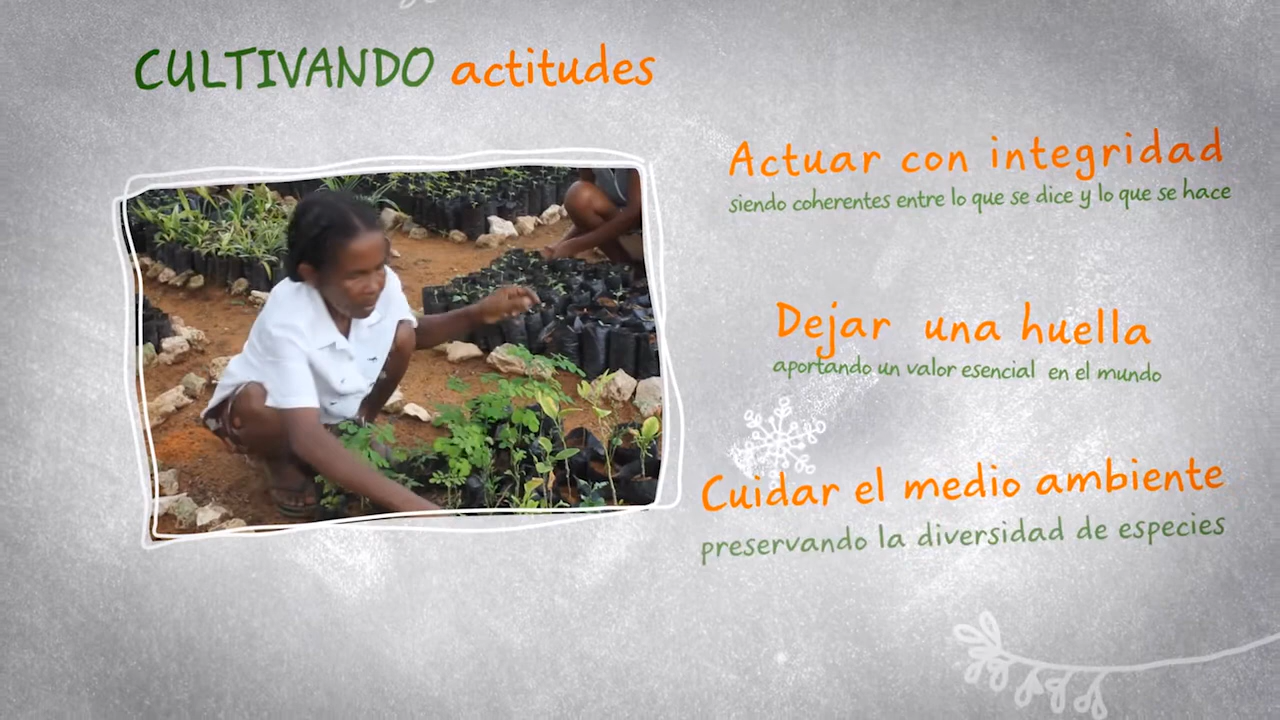 CULTIVANDO actitudes
Actuar con integridad
siendo coherentes entre lo que se dice y lo que se hace
Dejar una huella
aportando un valor esencial en el mundo
Cuidar el medio ambiente
preservando la diversidad de especies